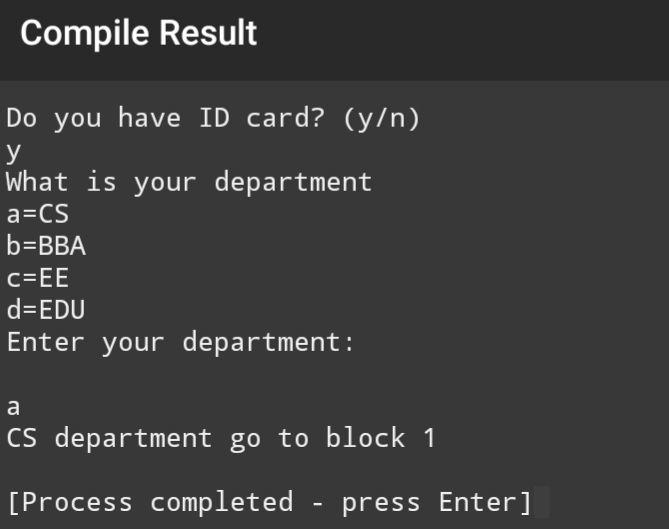 Compile Result
Do you have ID card? (y/n)
y
What is your department
a=CS
b=BBA
c=EE
d=EDU
Enter your department:
a
CS department go to block 1
[Process completed - press Enter]